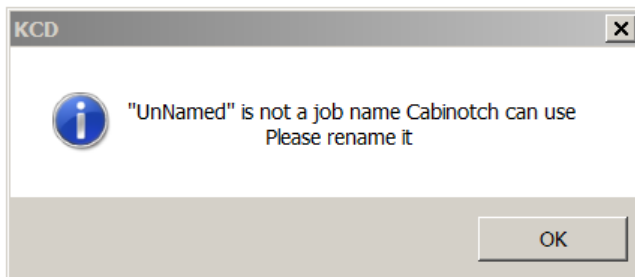 KCD
"UnNamed" is not a job name Cabinotch can use
Please rename it
OK